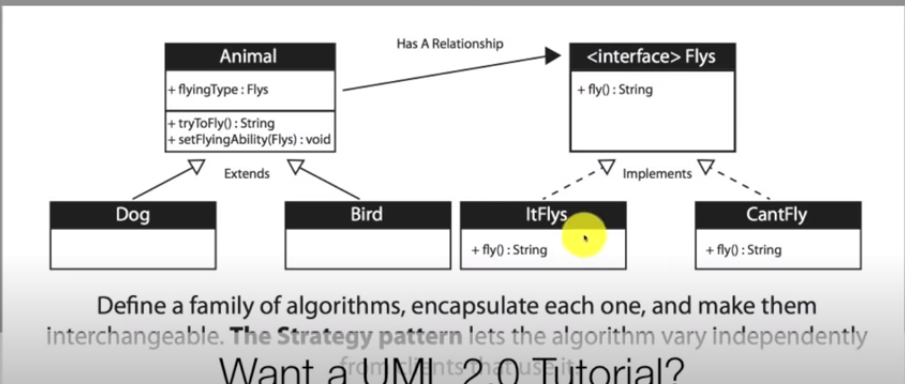 Has A Relationship
Animal
+ flyingType : Flys
+ tryToFly() : String
+ setFlyingAbility(Flys) : void
<interface> Flys
+ fly() : String
Extends
Implements
Dog
Bird
ItFlys
+ fly() : String
CantFly
+ fly() : String
Define a family of algorithms, encapsulate each one, and make them
interchangeable. The Strategy pattern lets the algorithm vary independently
from clients that use it.
Want a UML 2.0 Tutorial?